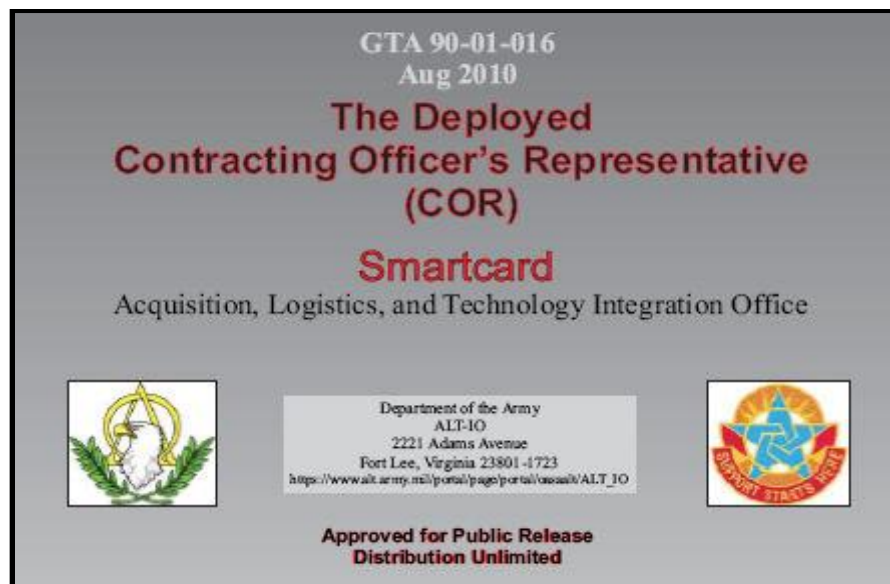 GTA 90-01-016
Aug 2010
The Deployed
Contracting Officer's Representative
(COR)
Smartcard
Acquisition, Logistics, and Technology Integration Office
Department of the Army
ALT-IO
2221 Adams Avenue
Fort Lee, Virginia 23801-1723
https://www.alt.army.mil/portal/page/portal/oasaalt/ALT_IO
SUPPORT STARTS HERE
Approved for Public Release
Distribution Unlimited